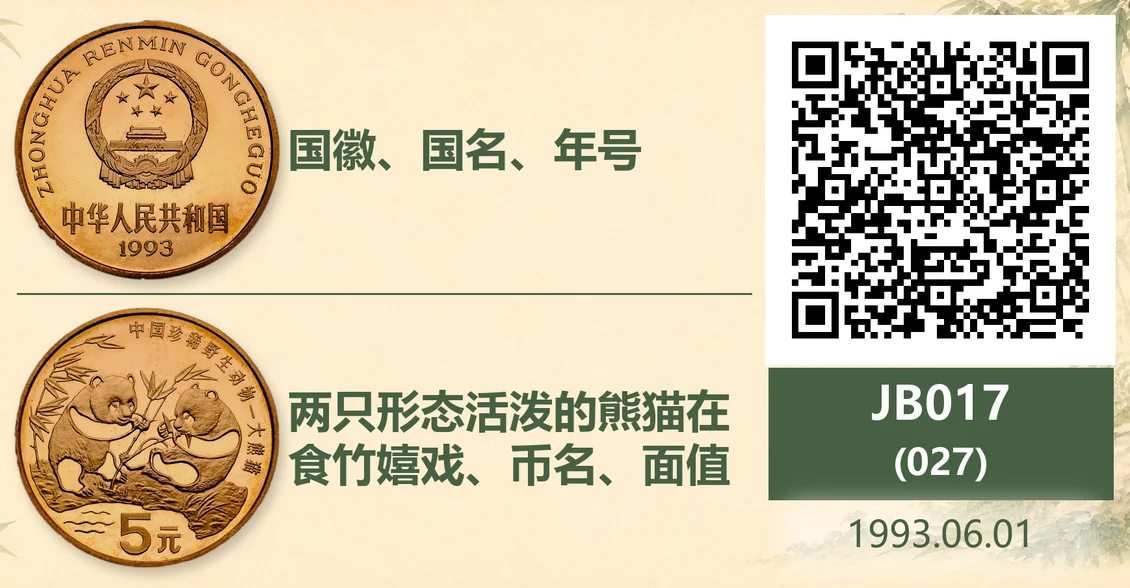 ZHONGHUA RENMIN GONGHEGUO
中华人民共和国
1993
国徽、国名、年号
中国珍稀野生动物—大熊猫
5元
两只形态活泼的熊猫在
食竹嬉戏、币名、面值
JB017
(027)
1993.06.01